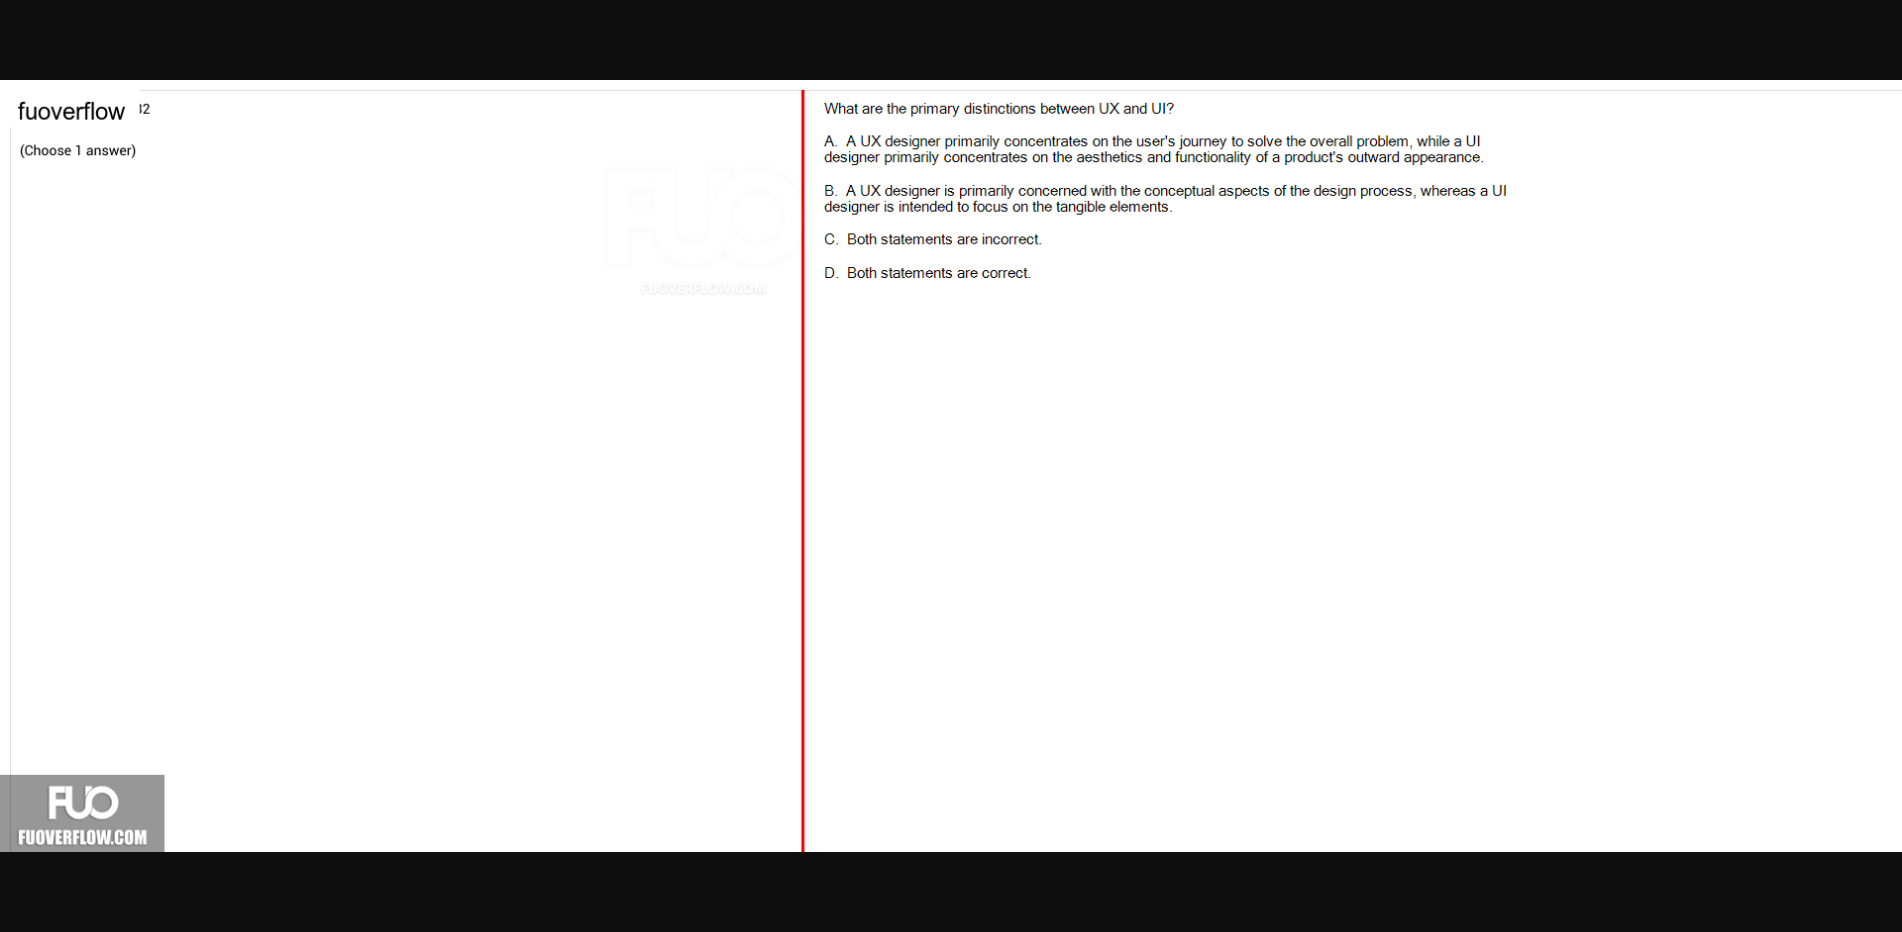 fuoverflow
32
(Choose 1 answer)
FUO
FUOVERFLOW.COM
What are the primary distinctions between UX and UI?
A. A UX designer primarily concentrates on the user's journey to solve the overall problem, while a UI
designer primarily concentrates on the aesthetics and functionality of a product's outward appearance.
B. A UX designer is primarily concerned with the conceptual aspects of the design process, whereas a UI
designer is intended to focus on the tangible elements.
C. Both statements are incorrect.
D. Both statements are correct.
FUO
FUOVERFLOW.COM